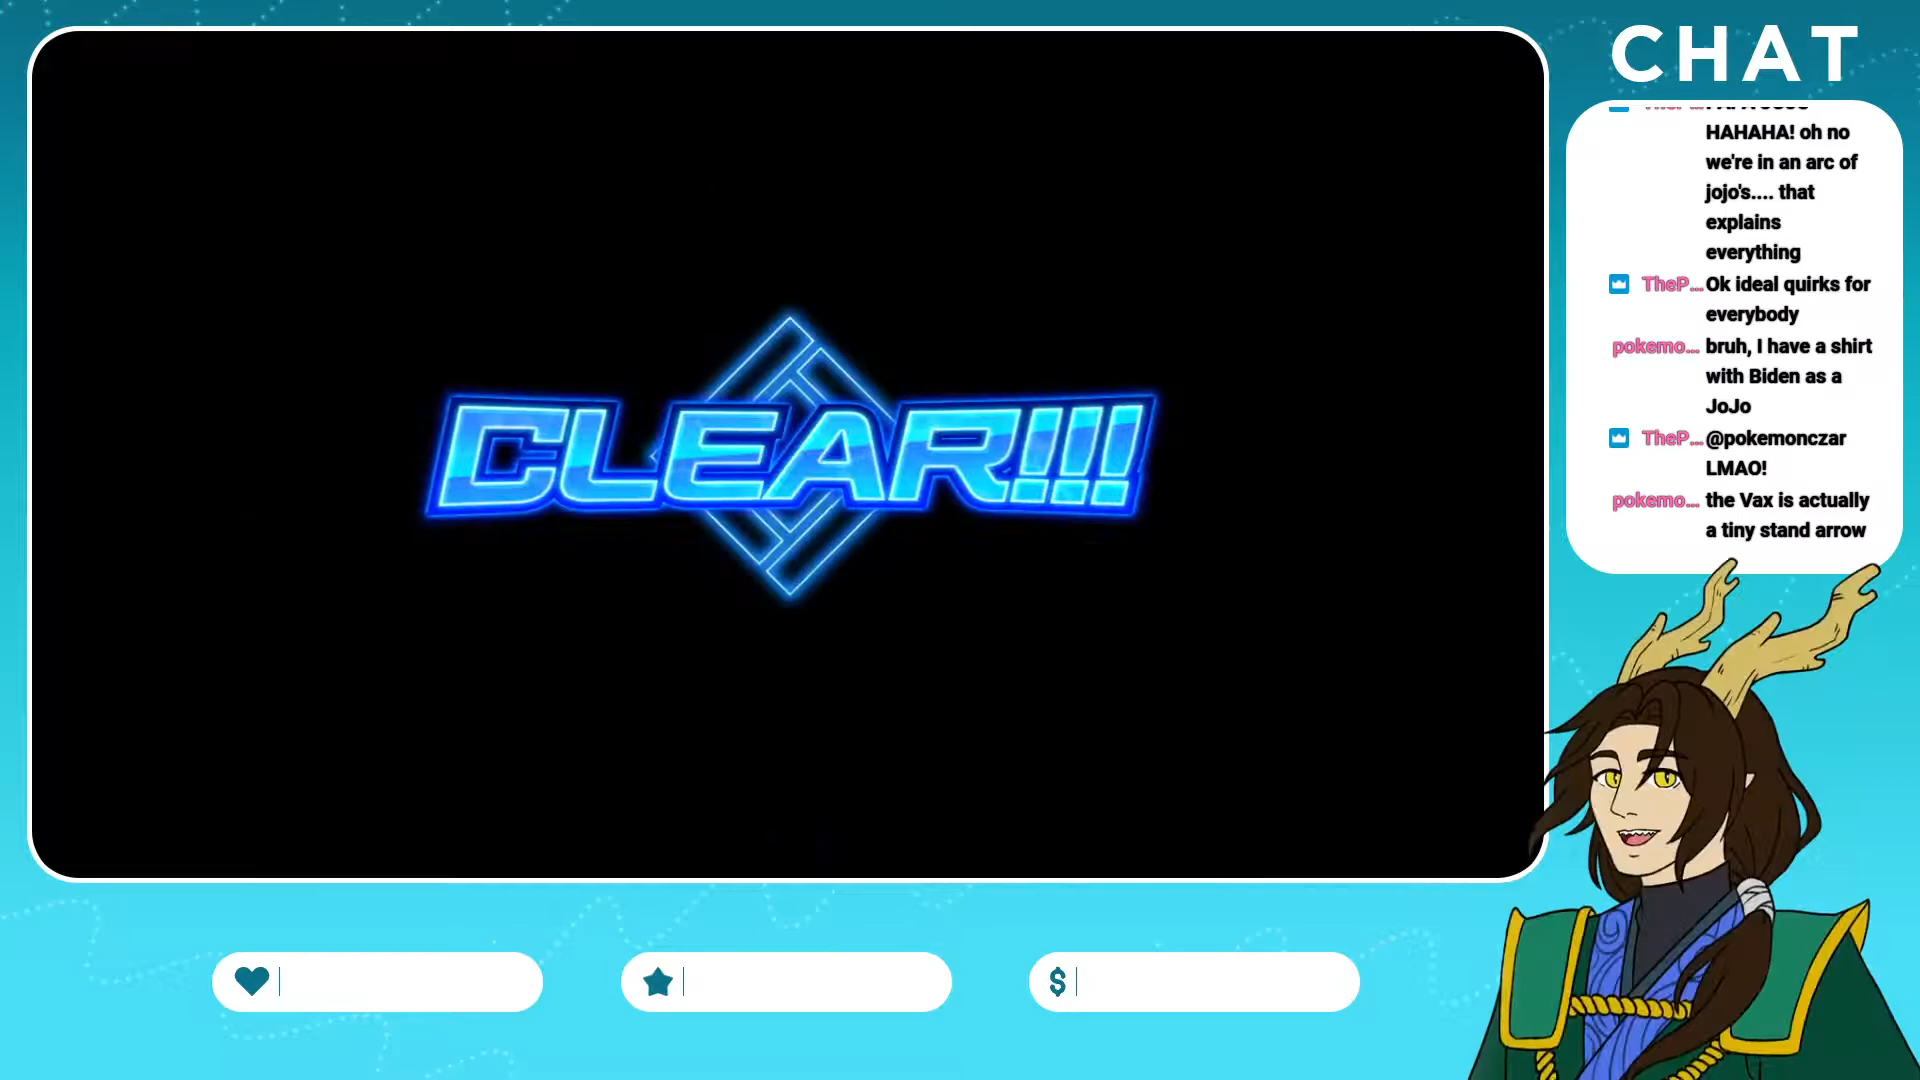 CHAT
HAHAHA! oh no
we're in an arc of
jojo's.... that
explains
everything
TheP... Ok ideal quirks for
everybody
pokemo... bruh, I have a shirt
with Biden as a
JoJo
TheP... @pokemonczar
LMAO!
pokemo... the Vax is actually
a tiny stand arrow
CLEAR!!!
$